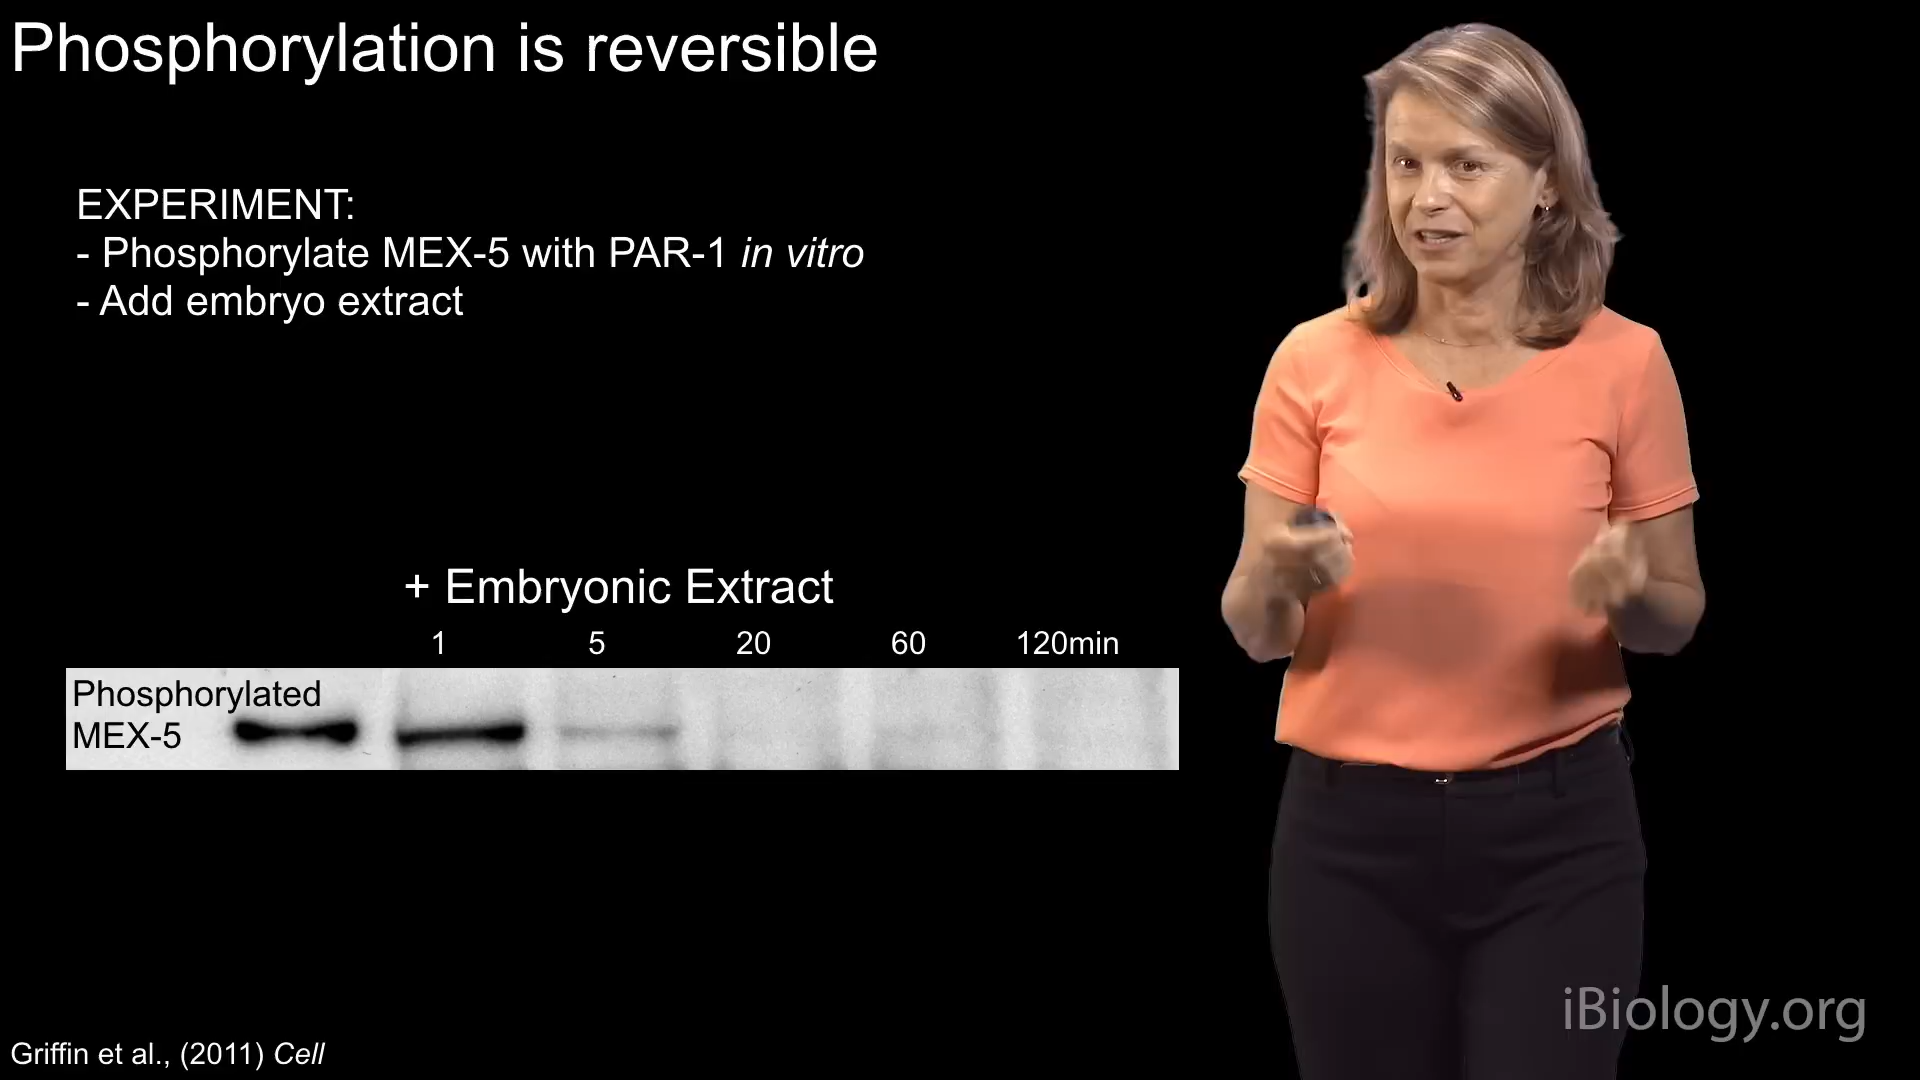 Phosphorylation is reversible
EXPERIMENT:
- Phosphorylate MEX-5 with PAR-1 in vitro
- Add embryo extract
+ Embryonic Extract
1 5 20 60 120min
Phosphorylated
MEX-5
Griffin et al., (2011) Cell
iBiology.org